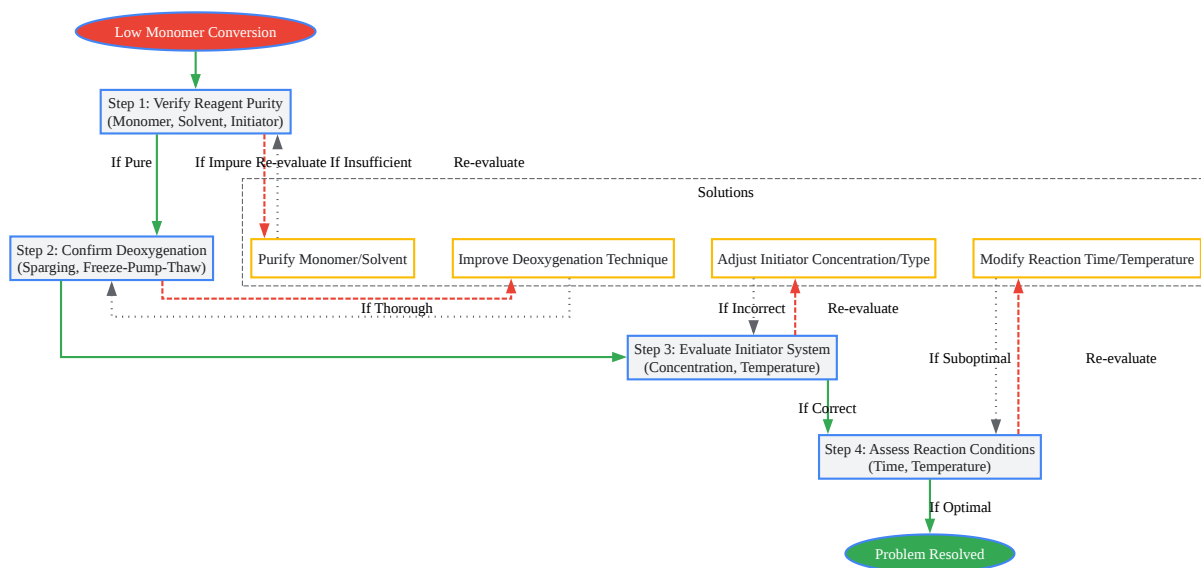 Low Monomer Conversion
Step 1: Verify Reagent Purity
(Monomer, Solvent, Initiator)
If Pure
If Impure
Re-evaluate
If Insufficient
Re-evaluate
Solutions
Step 2: Confirm Deoxygenation
(Sparging, Freeze-Pump-Thaw)
Purify Monomer/Solvent
Improve Deoxygenation Technique
Adjust Initiator Concentration/Type
Modify Reaction Time/Temperature
If Thorough
If Incorrect
Re-evaluate
Step 3: Evaluate Initiator System
(Concentration, Temperature)
If Suboptimal
Re-evaluate
If Correct
Step 4: Assess Reaction Conditions
(Time, Temperature)
If Optimal
Problem Resolved